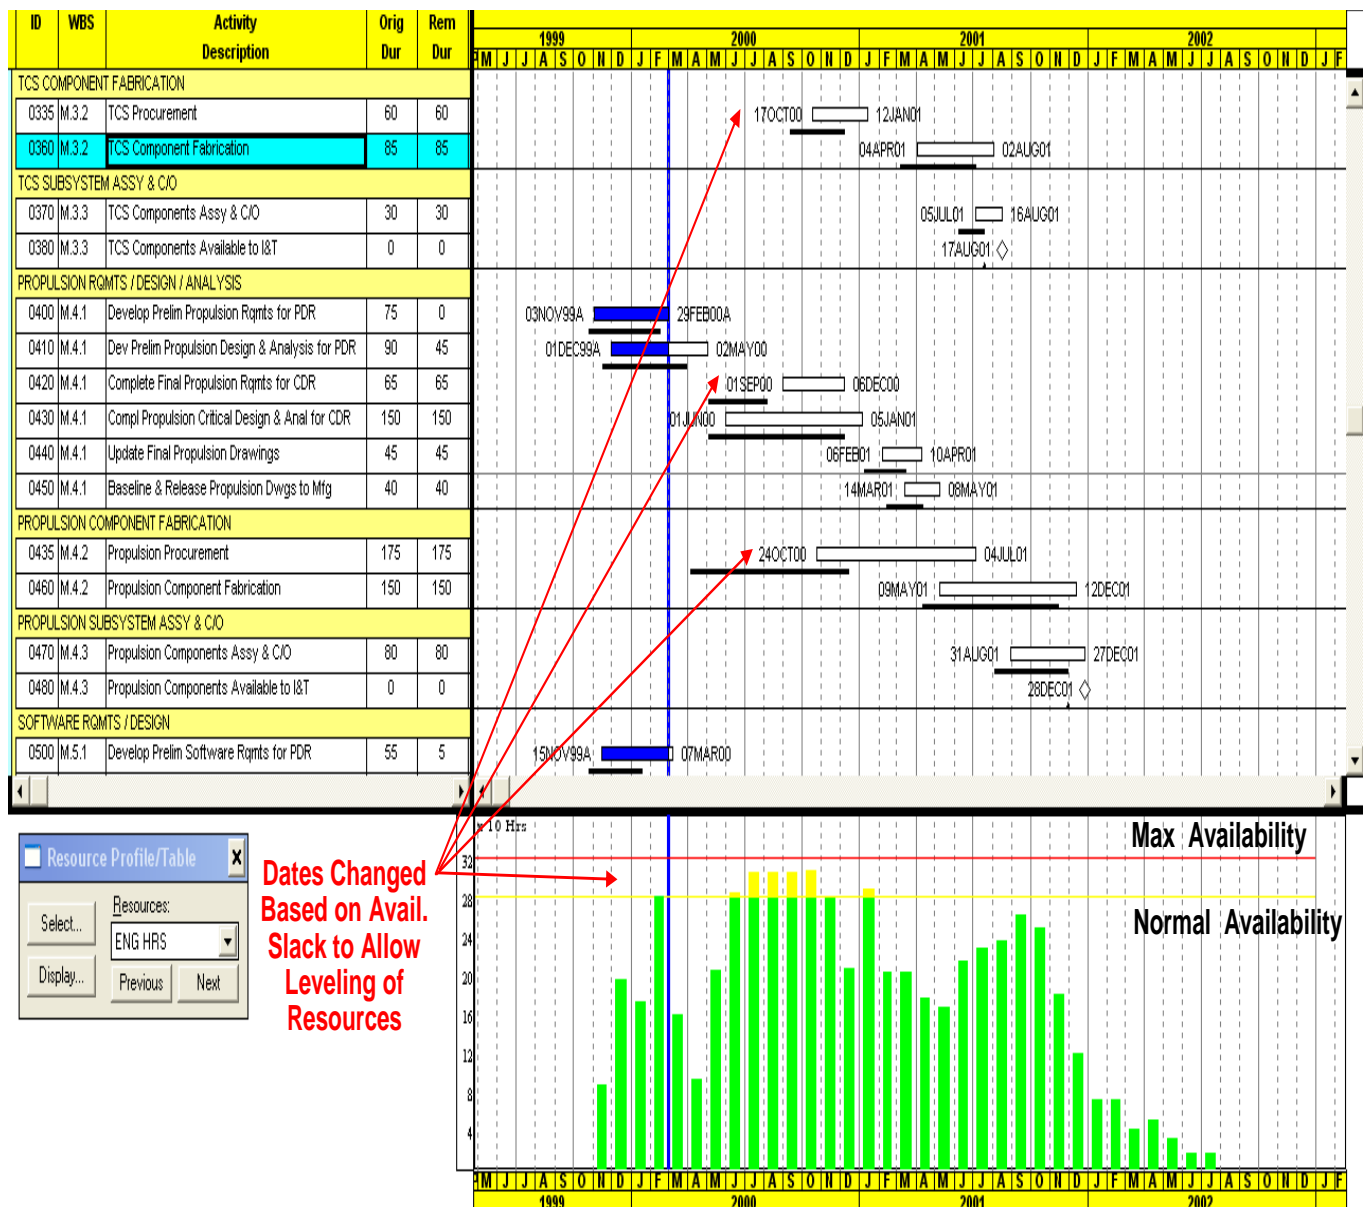 ID WBS Activity Description Orig Dur Rem Dur
1999 2000 2001 2002
M J J A S O N D J F M A M J J A S O N D J F M A M J J A S O N D J F M A M J J A S O N D J F
TCS COMPONENT FABRICATION
0335 M.3.2 TCS Procurement 60 60 17OCT00 12JAN01
0360 M.3.2 TCS Component Fabrication 85 85 04APR01 02AUG01
TCS SUBSYSTEM ASSY & C/O
0370 M.3.3 TCS Components Assy & C/O 30 30 05JUL01 16AUG01
0380 M.3.3 TCS Components Available to I&T 0 0 17AUG01
PROPULSION RQMTS / DESIGN / ANALYSIS
0400 M.4.1 Develop Prelim Propulsion Rqmts for PDR 75 0 03NOV99A 29FEB00A
0410 M.4.1 Dev Prelim Propulsion Design & Analysis for PDR 90 45 01DEC99A 02MAY00
0420 M.4.1 Complete Final Propulsion Rqmts for CDR 65 65 01SEP00 06DEC00
0430 M.4.1 Compl Propulsion Critical Design & Anal for CDR 150 150 01JUN00 05JAN01
0440 M.4.1 Update Final Propulsion Drawings 45 45 06FEB01 10APR01
0450 M.4.1 Baseline & Release Propulsion Dwgs to Mfg 40 40 14MAR01 08MAY01
PROPULSION COMPONENT FABRICATION
0435 M.4.2 Propulsion Procurement 175 175 24OCT00 04JUL01
0460 M.4.2 Propulsion Component Fabrication 150 150 09MAY01 12DEC01
PROPULSION SUBSYSTEM ASSY & C/O
0470 M.4.3 Propulsion Components Assy & C/O 80 80 31AUG01 27DEC01
0480 M.4.3 Propulsion Components Available to I&T 0 0 28DEC01
SOFTWARE RQMTS / DESIGN
0500 M.5.1 Develop Prelim Software Rqmts for PDR 55 5 15NOV99A 07MAR00
Resource Profile/Table
Select...
Resources:
ENG HRS
Display...
Previous Next
Dates Changed
Based on Avail.
Slack to Allow
Leveling of
Resources
x 10 Hrs
Max Availability
Normal Availability
32
28
24
20
16
12
8
4
M J J A S O N D J F M A M J J A S O N D J F M A M J J A S O N D J F M A M J J A S O N D J F
1999 2000 2001 2002